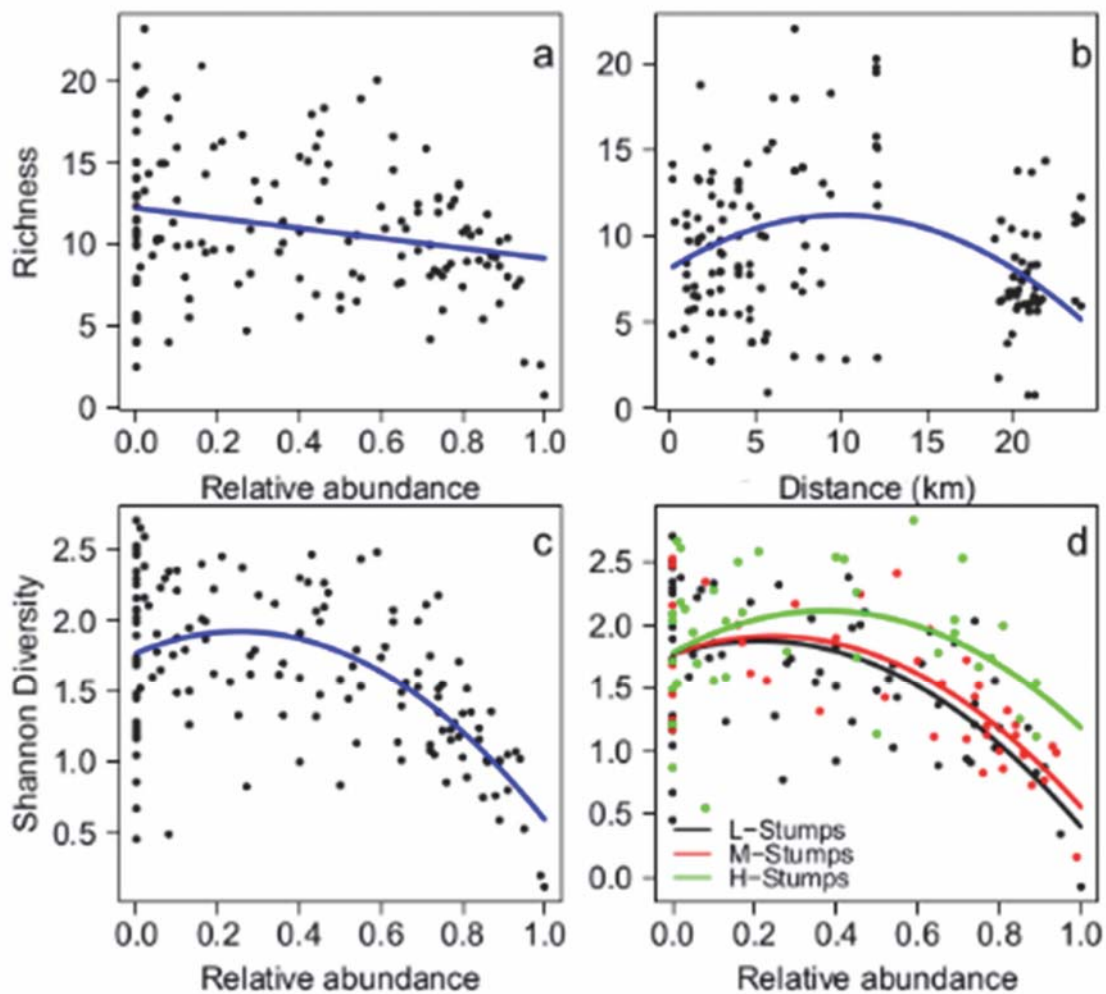 a
b
Richness
20
15
10
5
0
20
15
10
5
0
0.0 0.2 0.4 0.6 0.8 1.0
0 5 10 15 20
Relative abundance
Distance (km)
c
d
Shannon Diversity
2.5
2.0
1.5
1.0
0.5
2.5
2.0
1.5
1.0
0.5
0.0
L-Stumps
M-Stumps
H-Stumps
0.0 0.2 0.4 0.6 0.8 1.0
0.0 0.2 0.4 0.6 0.8 1.0
Relative abundance
Relative abundance